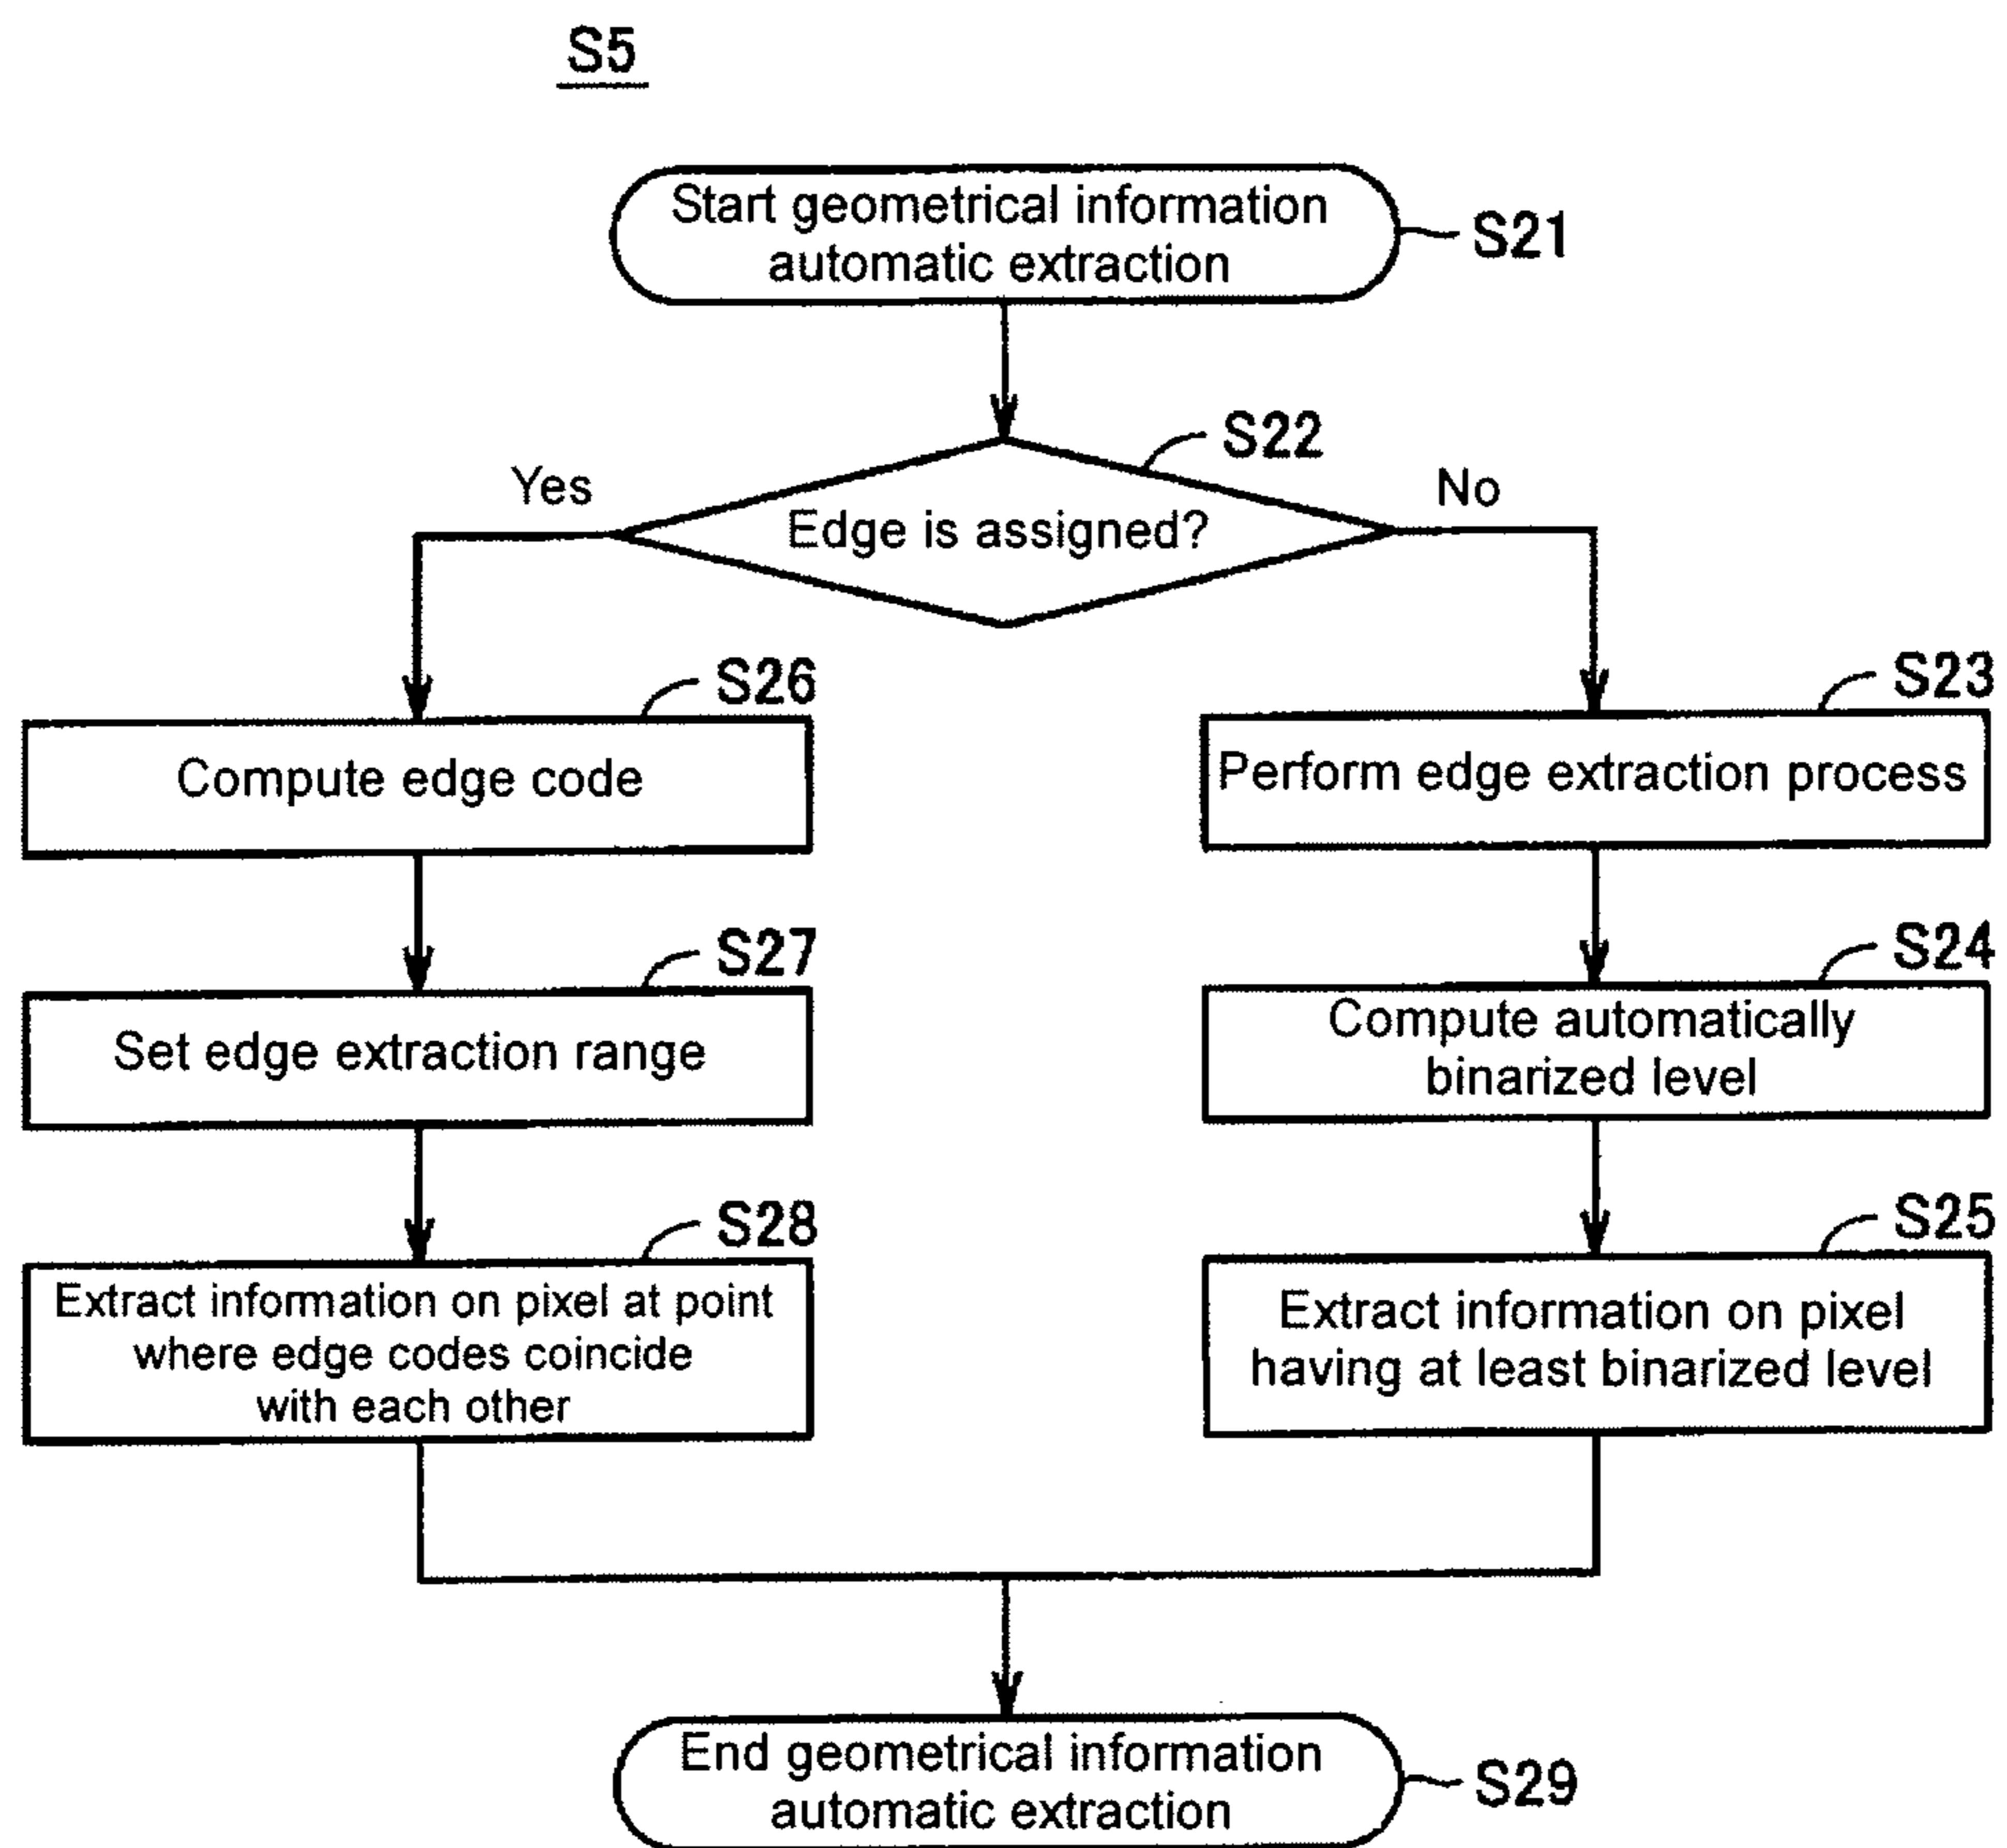 S5
Start geometrical information
automatic extraction
S21
S22
Yes
Edge is assigned?
No
S26
Compute edge code
S23
Perform edge extraction process
S27
Set edge extraction range
S24
Compute automatically
binarized level
S28
Extract information on pixel at point
where edge codes coincide
with each other
S25
Extract information on pixel
having at least binarized level
End geometrical information
automatic extraction
S29